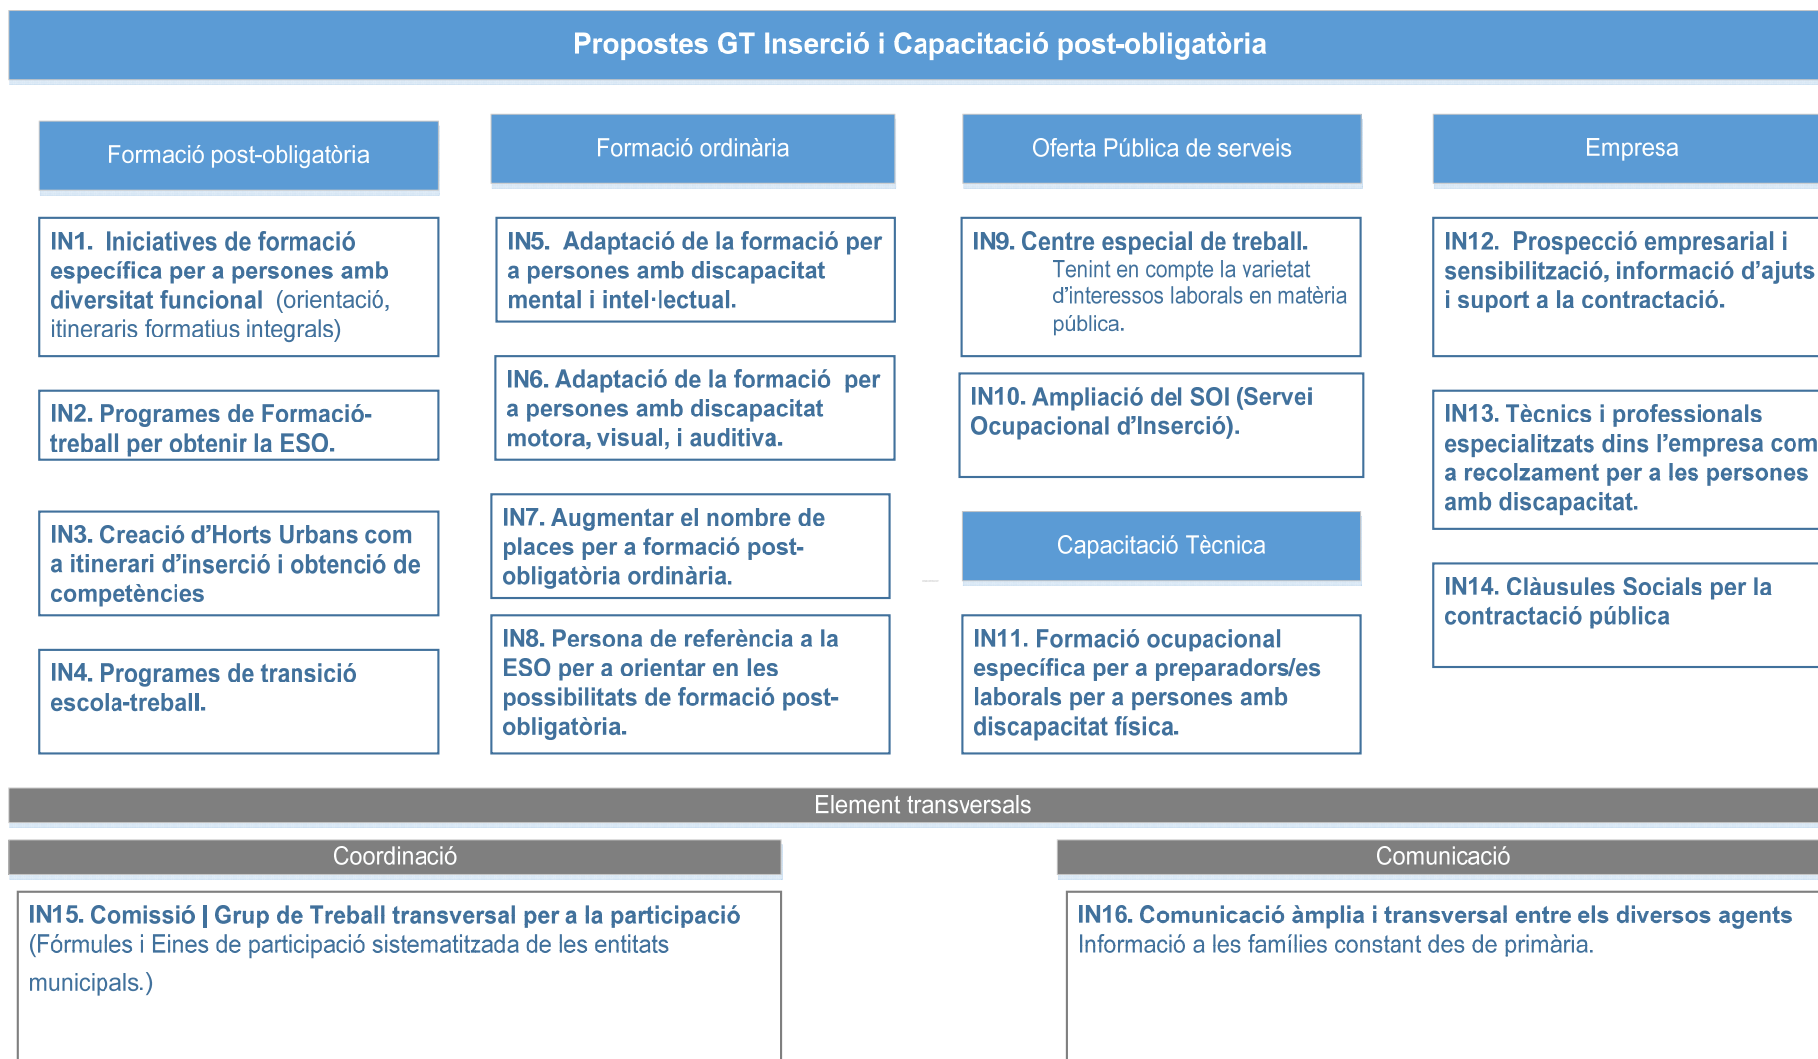 Propostes GT Inserció i Capacitació post-obligatòria
Formació post-obligatòria
IN1. Iniciatives de formació
específica per a persones amb
diversitat funcional (orientació,
itineraris formatius integrals)
IN2. Programes de Formació-
treball per obtenir la ESO.
IN3. Creació d'Horts Urbans com
a itinerari d'inserció i obtenció de
competències
IN4. Programes de transició
escola-treball.
Formació ordinària
IN5. Adaptació de la formació per
a persones amb discapacitat
mental i intel·lectual.
IN6. Adaptació de la formació per
a persones amb discapacitat
motora, visual, i auditiva.
IN7. Augmentar el nombre de
places per a formació post-
obligatòria ordinària.
IN8. Persona de referència a la
ESO per a orientar en les
possibilitats de formació post-
obligatòria.
Oferta Pública de serveis
IN9. Centre especial de treball.
Tenint en compte la varietat
d'interessos laborals en matèria
pública.
IN10. Ampliació del SOI (Servei
Ocupacional d'Inserció).
Capacitació Tècnica
IN11. Formació ocupacional
específica per a preparadors/es
laborals per a persones amb
discapacitat física.
Empresa
IN12. Prospecció empresarial i
sensibilització, informació d'ajuts
i suport a la contractació.
IN13. Tècnics i professionals
especialitzats dins l'empresa com
a recolzament per a les persones
amb discapacitat.
IN14. Clàusules Socials per la
contractació pública
Element transversals
Coordinació
IN15. Comissió | Grup de Treball transversal per a la participació
(Fórmules i Eines de participació sistematitzada de les entitats
municipals.)
Comunicació
IN16. Comunicació àmplia i transversal entre els diversos agents
Informació a les famílies constant des de primària.